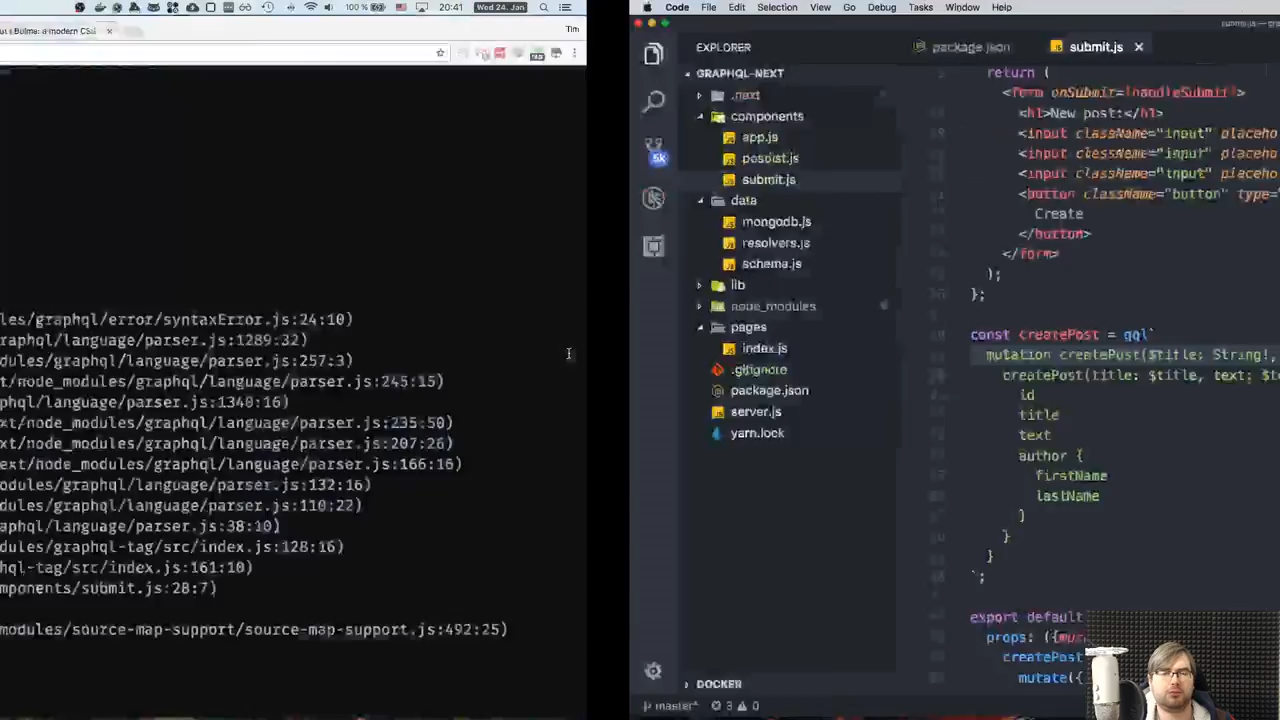 100%
20:41
Wed 24. Jan
Bulma: a modern CSS
Tim
les/graphql/error/syntaxError.js:24:10)
raphql/language/parser.js:1289:32)
dules/graphql/language/parser.js:257:3)
t/node_modules/graphql/language/parser.js:245:15)
phql/language/parser.js:1340:16)
xt/node_modules/graphql/language/parser.js:235:50)
xt/node_modules/graphql/language/parser.js:207:26)
ext/node_modules/graphql/language/parser.js:166:16)
odules/graphql/language/parser.js:132:16)
odules/graphql/language/parser.js:110:22)
aphql/language/parser.js:38:10)
dules/graphql-tag/src/index.js:128:16)
hql-tag/src/index.js:161:10)
mponents/submit.js:28:7)
modules/source-map-support/source-map-support.js:492:25)
Code File Edit Selection View Go Debug Tasks Window Help
EXPLORER
GRAPHQL-NEXT
.next
components
app.js
submit.js
data
mongodb.js
resolvers.js
schema.js
lib
node_modules
pages
index.js
.gitignore
package.json
server.js
yarn.lock
DOCKER
5k
master*
3 0
package.json
submit.js
return (
<form onSubmit={handleSubmit}>
<h1>New post:</h1>
<input className="input" placeho
<input className="input" placeho
<input className="input" placeho
<button className="button" type=
Create
</button>
</form>
);
};
const createPost = gql`
mutation createPost($title: String!,
createPost(title: $title, text: $te
id
title
text
author {
firstName
lastName
}
}
}
`;
export default
props: ({
createPost
mutate({